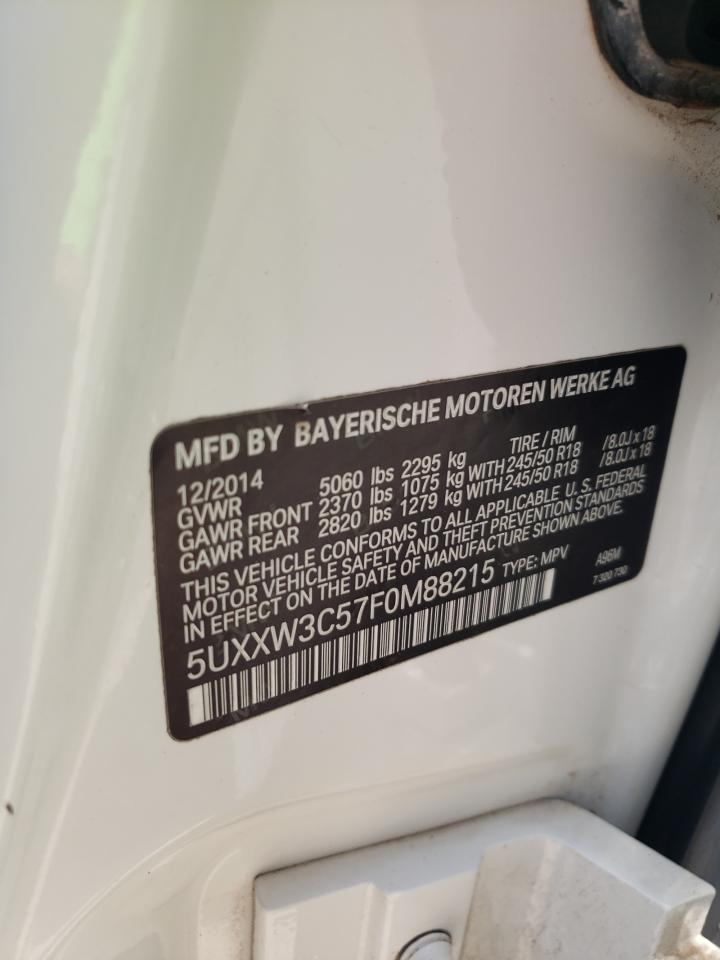 MFD BY BAYERISCHE MOTOREN WERKE AG
12/2014 TIRE / RIM
GVWR 5060 lbs 2295 kg
GAWR FRONT 2370 lbs 1075 kg WITH 245/50 R18 /8.0J x 18
GAWR REAR 2820 lbs 1279 kg WITH 245/50 R18 /8.0J x 18
THIS VEHICLE CONFORMS TO ALL APPLICABLE U. S. FEDERAL
MOTOR VEHICLE SAFETY AND THEFT PREVENTION STANDARDS
IN EFFECT ON THE DATE OF MANUFACTURE SHOWN ABOVE.
5UXXW3C57F0M88215 TYPE: MPV A96M
7 320 730